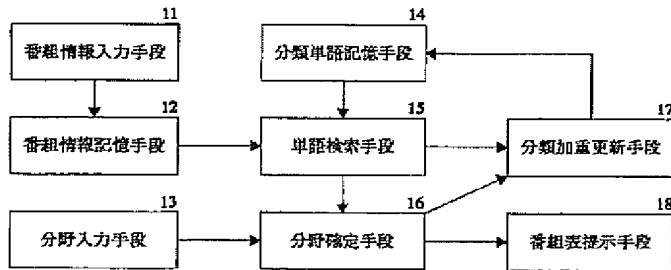 11
番組情報入力手段
14
分類単語記憶手段
12
番組情報記憶手段
15
単語検索手段
17
分類加重更新手段
13
分野入力手段
16
分野確定手段
18
番組表提示手段